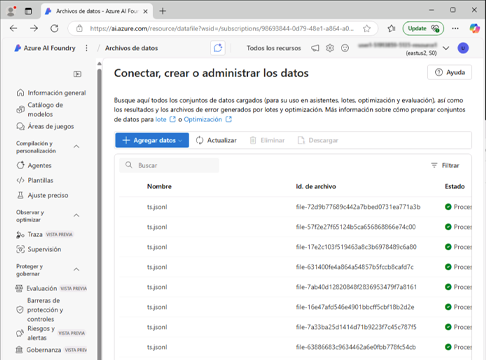 Archivos de datos - Azure AI F
https://ai.azure.com/resource/datafile?wsid=/subscriptions/98693844-0d79-48e1-a864-a0...
Update
Azure AI Foundry
Archivos de datos
Todos los recursos
(eastus2, S0)
U
Conectar, crear o administrar los datos
Ayuda
Busque aquí todos los conjuntos de datos cargados (para su uso en asistentes, lotes, optimización y evaluación), así como
los resultados y los archivos de error generados por lotes y optimización. Más información sobre cómo preparar conjuntos
de datos para lote o Optimización
Agregar datos
Actualizar
Eliminar
Descargar
Buscar
Filtrar
Nombre Id. de archivo Estado
ts.jsonl file-72d9b77689c442a7bbed0731ea771a3b Proces
ts.jsonl file-57f2e27f65124b5ca656868f66e74c00 Proces
ts.jsonl file-17e2c103f519463a8c3b6978489c6a80 Proces
ts.jsonl file-631400fe4a864a54857b5fccb8cafd7c Proces
ts.jsonl file-7ab40d12820848f2836953479f7a8161 Proces
ts.jsonl file-16e47afd546e4901bbcff5cbf18b2d2e Proces
ts.jsonl file-7a33ba25d1414d71b9223f7c45c787f5 Proces
ts.jsonl file-63886683c9634462a6e0fbb778fc54cb Proces
Información general
Catálogo de
modelos
Áreas de juegos
Compilación y
personalización
Agentes
Plantillas
Ajuste preciso
Observar y
optimizar
Traza VISTA PREVIA
Supervisión
Proteger y
gobernar
Evaluación VISTA PREVIA
Barreras de
protección y
controles
Riesgos y
alertas VISTA PREVIA
Gobernanza VISTA PREVI